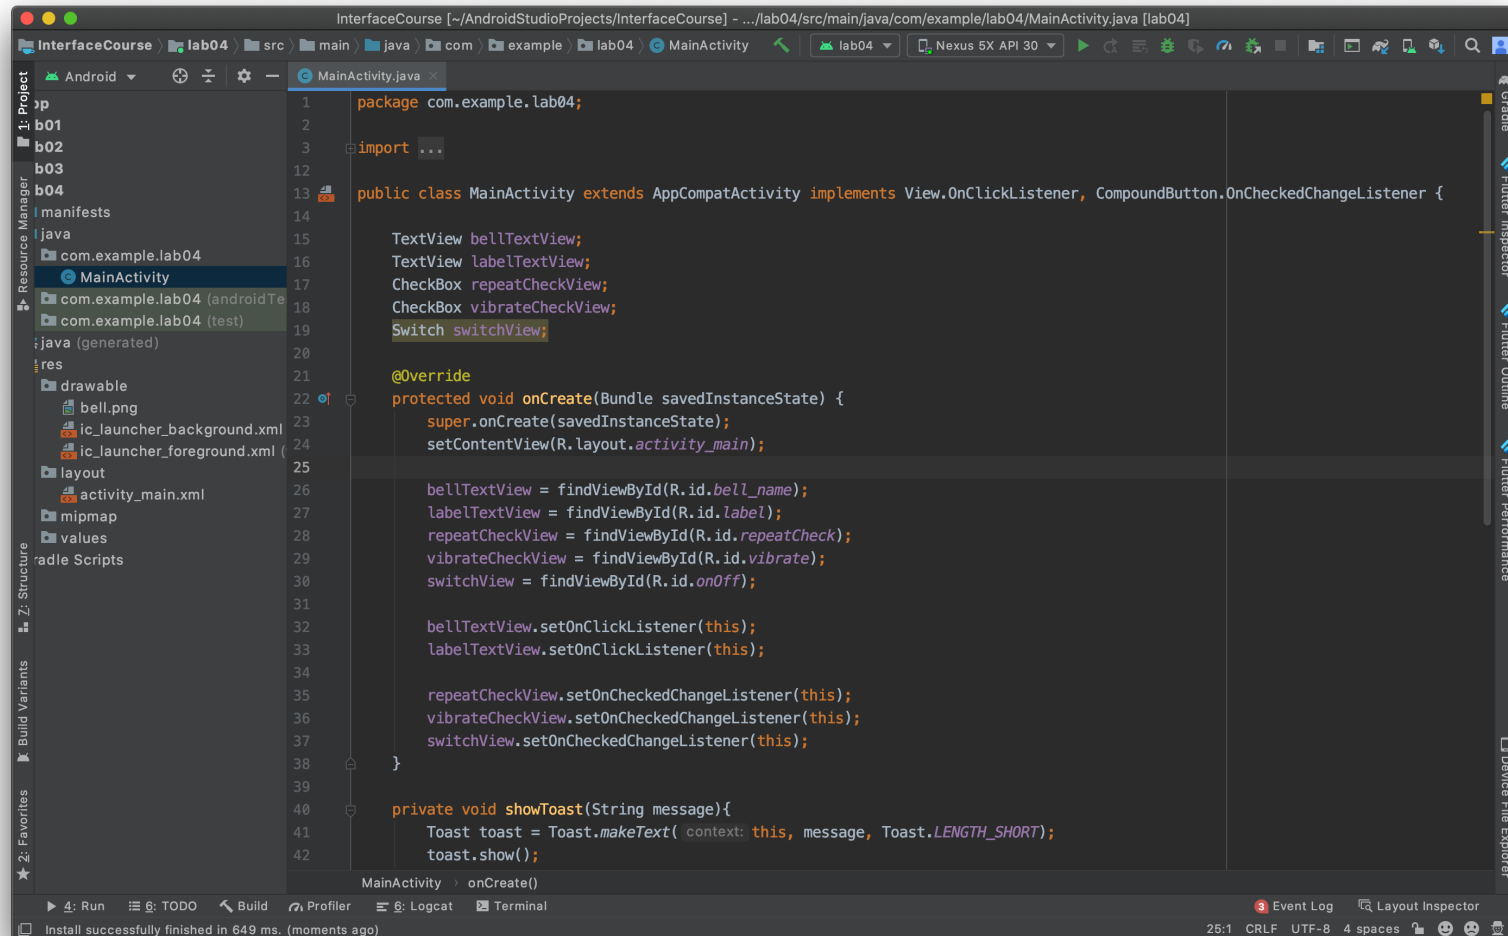 InterfaceCourse [~/AndroidStudioProjects/InterfaceCourse] - .../lab04/src/main/java/com/example/lab04/MainActivity.java [lab04]
InterfaceCourse lab04 src main java com example lab04 MainActivity lab04 Nexus 5X API 30
Android
MainActivity.java
1: Project
Resource Manager
Z: Structure
Build Variants
2: Favorites
pp
b01
b02
b03
b04
manifests
java
com.example.lab04
MainActivity
com.example.lab04 (androidTe
com.example.lab04 (test)
java (generated)
res
drawable
bell.png
ic_launcher_background.xml
ic_launcher_foreground.xml (
layout
activity_main.xml
mipmap
values
radle Scripts
1 package com.example.lab04;
2
3 import ...
12
13 public class MainActivity extends AppCompatActivity implements View.OnClickListener, CompoundButton.OnCheckedChangeListener {
14
15 TextView bellTextView;
16 TextView labelTextView;
17 CheckBox repeatCheckView;
18 CheckBox vibrateCheckView;
19 Switch switchView;
20
21 @Override
22 protected void onCreate(Bundle savedInstanceState) {
23 super.onCreate(savedInstanceState);
24 setContentView(R.layout.activity_main);
25
26 bellTextView = findViewById(R.id.bell_name);
27 labelTextView = findViewById(R.id.label);
28 repeatCheckView = findViewById(R.id.repeatCheck);
29 vibrateCheckView = findViewById(R.id.vibrate);
30 switchView = findViewById(R.id.onOff);
31
32 bellTextView.setOnClickListener(this);
33 labelTextView.setOnClickListener(this);
34
35 repeatCheckView.setOnCheckedChangeListener(this);
36 vibrateCheckView.setOnCheckedChangeListener(this);
37 switchView.setOnCheckedChangeListener(this);
38 }
39
40 private void showToast(String message){
41 Toast toast = Toast.makeText( context: this, message, Toast.LENGTH_SHORT);
42 toast.show();
MainActivity onCreate()
Gradle
Flutter Inspector
Flutter Outline
Flutter Performance
Device File Explorer
4: Run 6: TODO Build Profiler 6: Logcat Terminal 3 Event Log Layout Inspector
Install successfully finished in 649 ms. (moments ago) 25:1 CRLF UTF-8 4 spaces